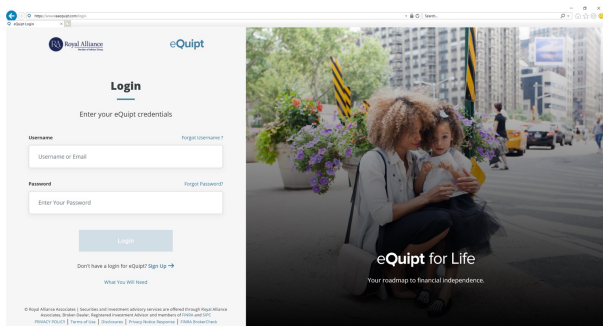 https://www.raaequipt.com/login
Search...
eQuipt Login
RA Royal Alliance
eQuipt
Login
Enter your eQuipt credentials
Username
Forgot Username ?
Username or Email
Password
Forgot Password?
Enter Your Password
Login
Don't have a login for eQuipt? Sign Up →
What You Will Need
© Royal Alliance Associates | Securities and investment advisory services are offered through Royal Alliance
Associates, Broker Dealer, Registered Investment Advisor and members of FINRA and SIPC
PRIVACY POLICY | Terms of Use | Disclosures | Privacy Notice Response | FINRA BrokerCheck
eQuipt for Life
Your roadmap to financial independence.